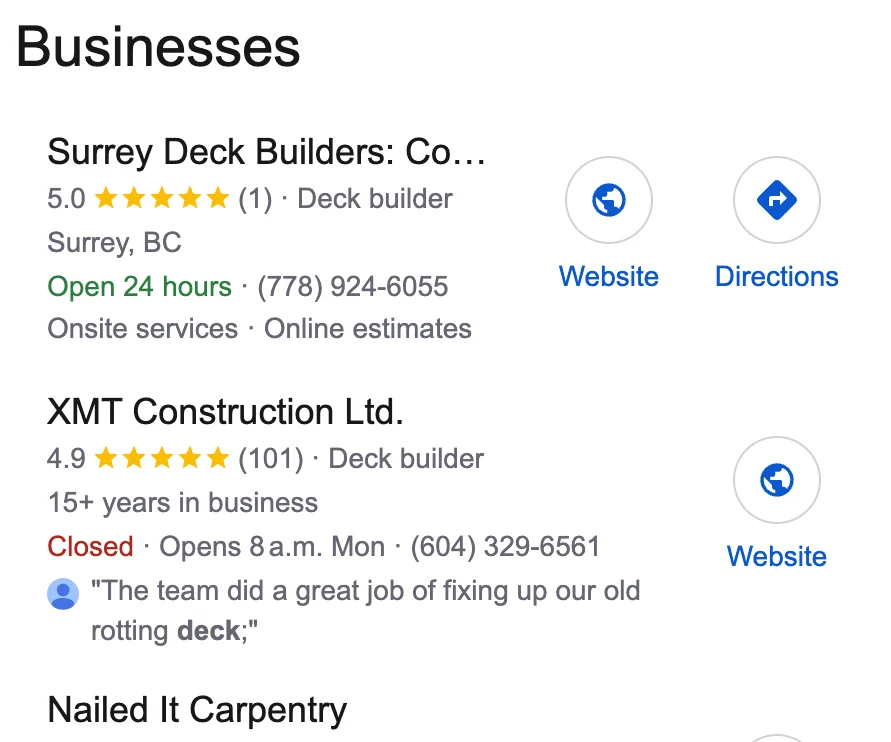 Businesses
Surrey Deck Builders: Co…
5.0 ★★★★★ (1) · Deck builder
Surrey, BC
Open 24 hours · (778) 924-6055
Onsite services · Online estimates
Website
Directions
XMT Construction Ltd.
4.9 ★★★★★ (101) · Deck builder
15+ years in business
Closed · Opens 8 a.m. Mon · (604) 329-6561
"The team did a great job of fixing up our old
rotting deck;"
Website
Nailed It Carpentry